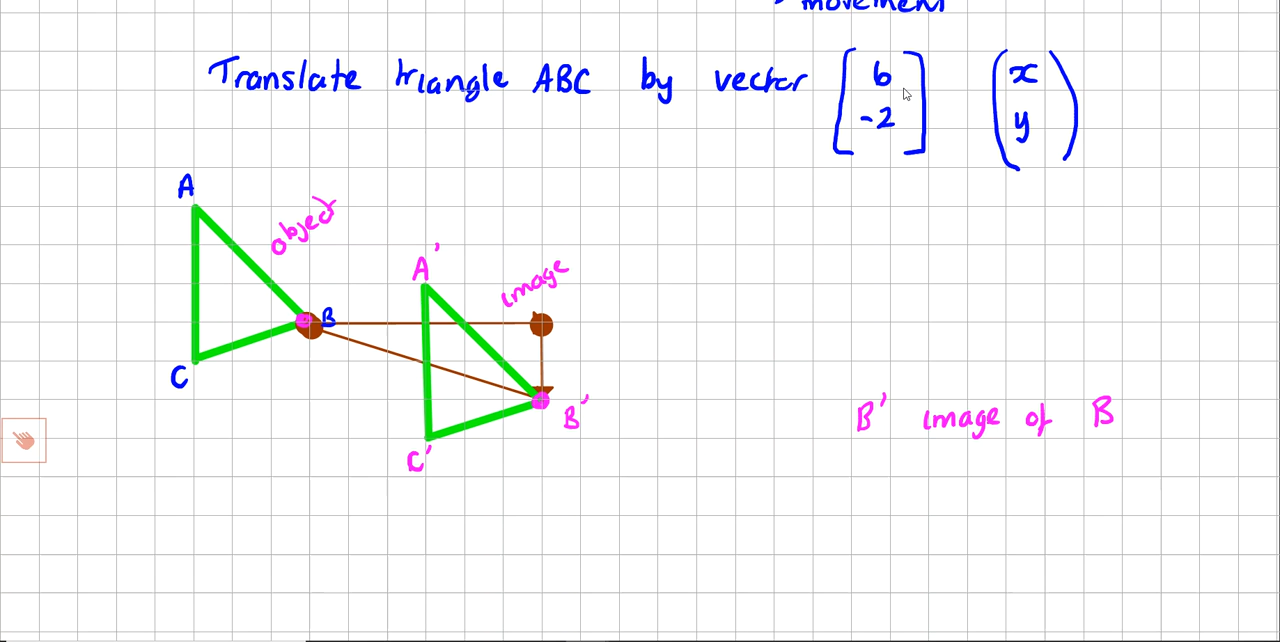 movement
Translate triangle ABC by vector [6 -2] (x y)
A
object
A'
image
B
C
B'
C'
B' image of B